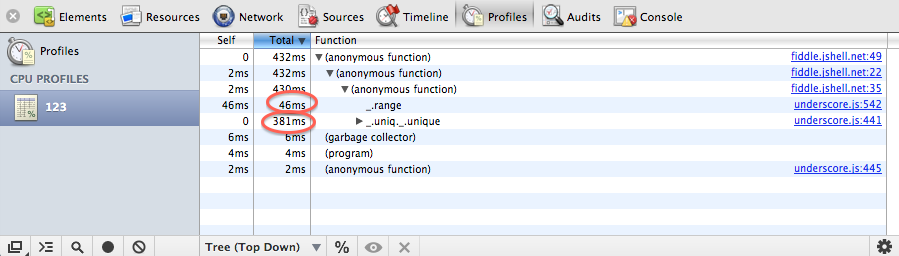 Elements Resources Network Sources Timeline Profiles Audits Console
Profiles
CPU PROFILES
123
Self Total Function
0 432ms (anonymous function) fiddle.jshell.net:49
2ms 432ms (anonymous function) fiddle.jshell.net:22
2ms 430ms (anonymous function) fiddle.jshell.net:35
46ms 46ms _.range underscore.js:542
0 381ms _.uniq._.unique underscore.js:441
6ms 6ms (garbage collector)
4ms 4ms (program)
2ms 2ms (anonymous function) underscore.js:445
Tree (Top Down) %